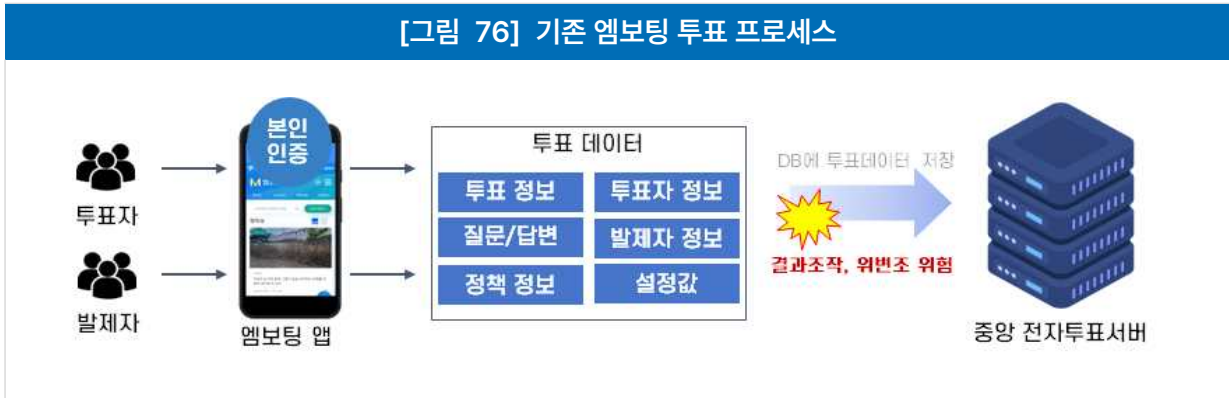 [그림 76] 기존 엠보팅 투표 프로세스
본인
인증
투표자
발제자
엠보팅 앱
투표 데이터
투표 정보
투표자 정보
질문/답변
발제자 정보
정책 정보
설정값
DB에 투표데이터 저장
결과조작, 위변조 위험
중앙 전자투표서버